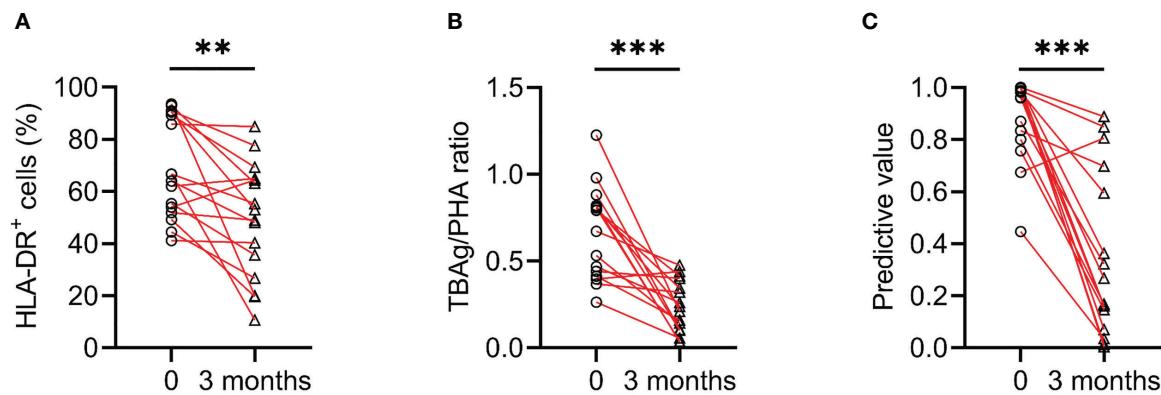 A
**
HLA-DR+ cells (%)
100
80
60
40
20
0
0 3 months
B
***
TBAg/PHA ratio
1.5
1.0
0.5
0.0
0 3 months
C
***
Predictive value
1.0
0.8
0.6
0.4
0.2
0.0
0 3 months